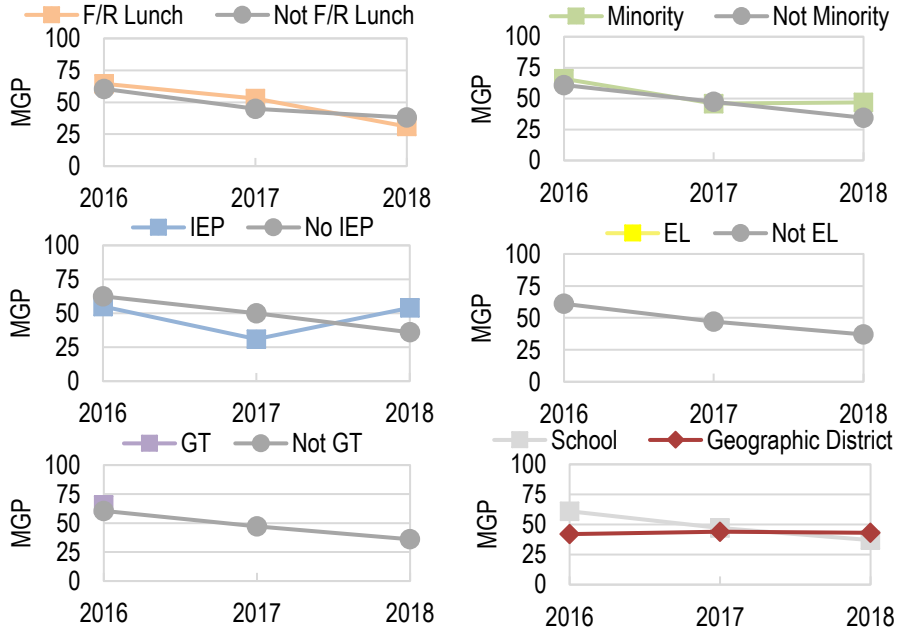 F/R Lunch Not F/R Lunch
MGP
100
75
50
25
0
2016 2017 2018
Minority Not Minority
MGP
100
75
50
25
0
2016 2017 2018
IEP No IEP
MGP
100
75
50
25
0
2016 2017 2018
EL Not EL
MGP
100
75
50
25
0
2016 2017 2018
GT Not GT
MGP
100
75
50
25
0
2016 2017 2018
School Geographic District
MGP
100
75
50
25
0
2016 2017 2018